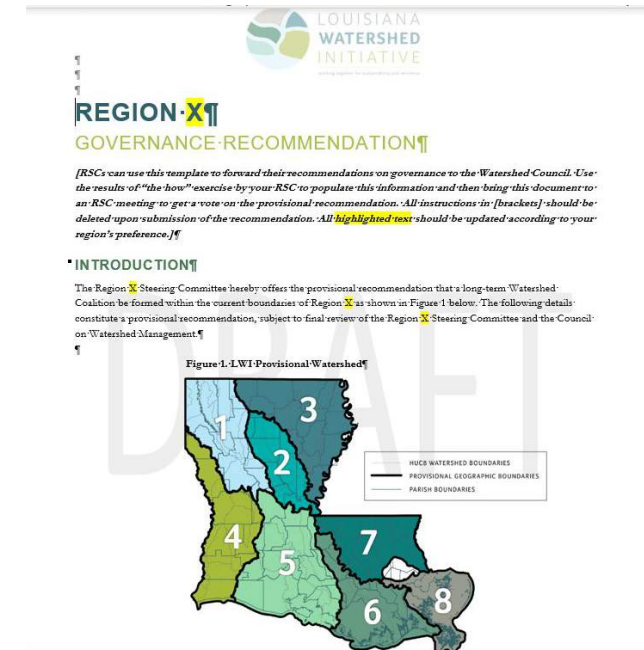 LOUISIANA
WATERSHED
INITIATIVE
¶
¶
¶
REGION·X¶
GOVERNANCE·RECOMMENDATION¶
[RSCs·can·use·this·template·to·forward·their·recommendations·on·governance·to·the·Watershed·Council.·Use·
the·results·of·“the·how”·exercise·by·your·RSC·to·populate·this·information·and·then·bring·this·document·to·
an·RSC·meeting·to·get·a·vote·on·the·provisional·recommendation.·All·instructions·in·[brackets]·should·be·
deleted·upon·submission·of·the·recommendation.·All·highlighted·text·should·be·updated·according·to·your·
region’s·preference.]¶
INTRODUCTION¶
The·Region·X·Steering·Committee·hereby·offers·the·provisional·recommendation·that·a·long-term·Watershed·
Coalition·be·formed·within·the·current·boundaries·of·Region·X·as·shown·in·Figure·1·below.·The·following·details·
constitute·a·provisional·recommendation,·subject·to·final·review·of·the·Region·X·Steering·Committee·and·the·Council·
on·Watershed·Management.¶
¶
Figure·1.·LWI·Provisional·Watershed¶
DRAFT
1
3
2
HUC8 WATERSHED BOUNDARIES
PROVISIONAL GEOGRAPHIC BOUNDARIES
PARISH BOUNDARIES
4
5
7
6
8